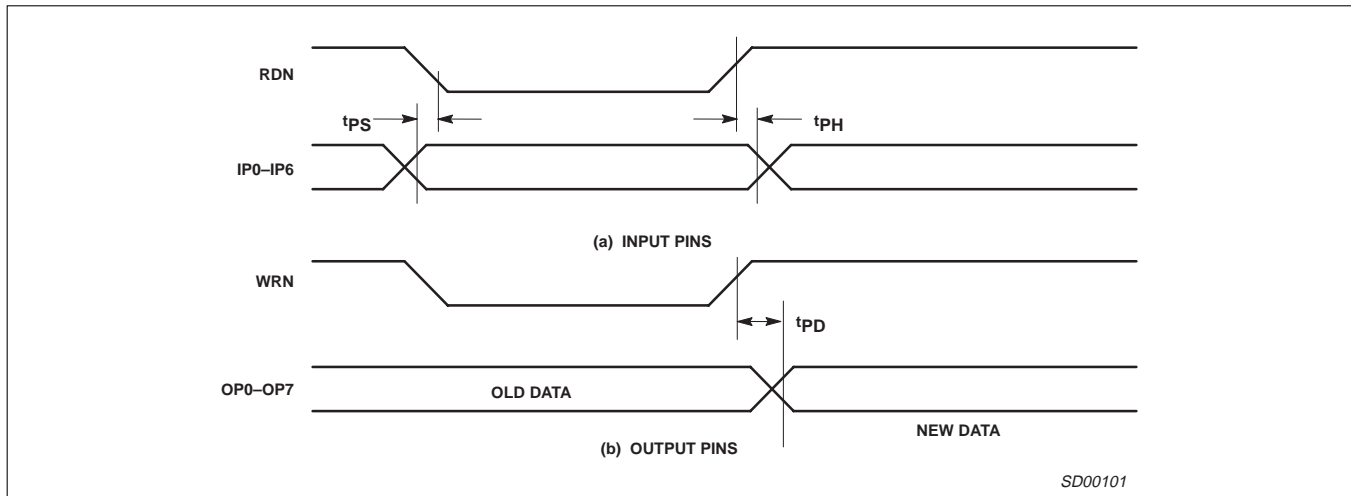 RDN
tPS
tPH
IP0–IP6
(a) INPUT PINS
WRN
tPD
OP0–OP7
OLD DATA
NEW DATA
(b) OUTPUT PINS
SD00101